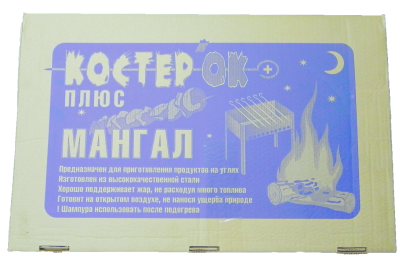 КОСТЕР ОК +
ПЛЮС
МАНГАЛ
Предназначен для приготовления продуктов на углях
Изготовлен из высококачественной стали
Хорошо поддерживает жар, не расходуя много топлива
Готовит на открытом воздухе, не нанося ущерба природе
! Шампура использовать после подогрева